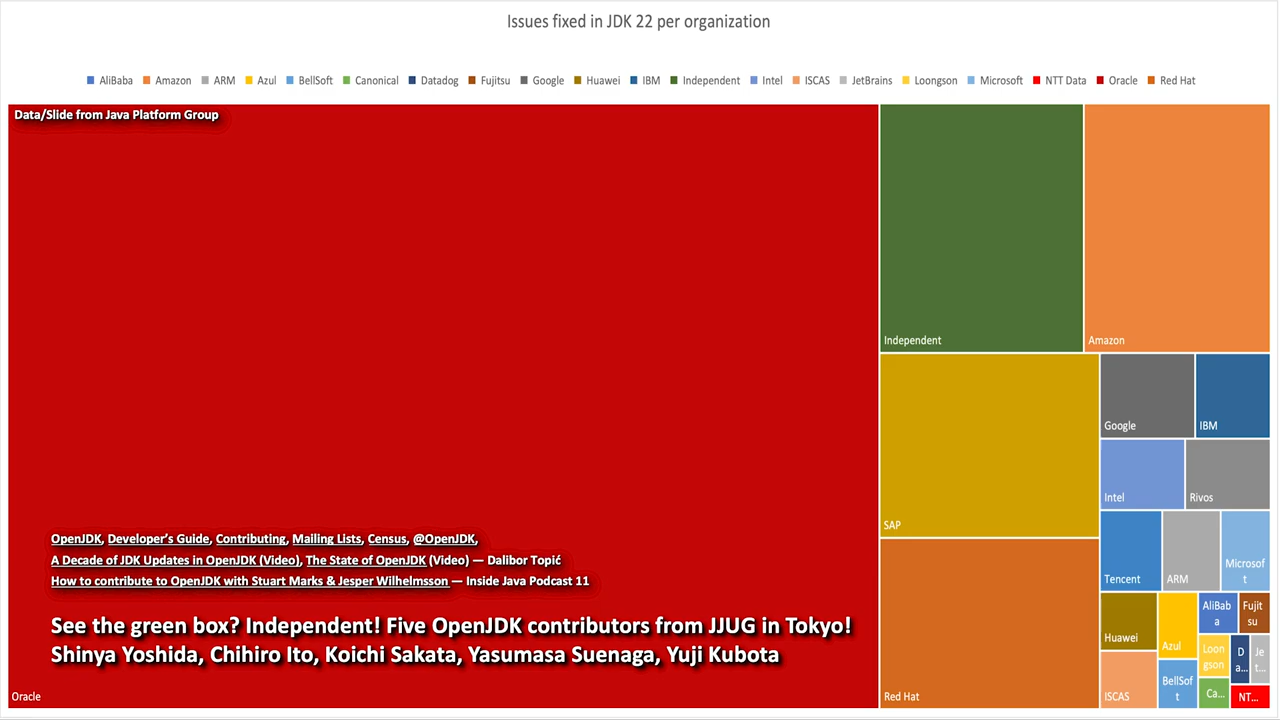 Issues fixed in JDK 22 per organization
AliBaba Amazon ARM Azul BellSoft Canonical Datadog Fujitsu Google Huawei IBM Independent Intel ISCAS JetBrains Loongson Microsoft NTT Data Oracle Red Hat
Data/Slide from Java Platform Group
OpenJDK, Developer's Guide, Contributing, Mailing Lists, Census, @OpenJDK,
A Decade of JDK Updates in OpenJDK (Video), The State of OpenJDK (Video) — Dalibor Topić
How to contribute to OpenJDK with Stuart Marks & Jesper Wilhelmsson — Inside Java Podcast 11
See the green box? Independent! Five OpenJDK contributors from JJUG in Tokyo!
Shinya Yoshida, Chihiro Ito, Koichi Sakata, Yasumasa Suenaga, Yuji Kubota
Oracle
Independent
Amazon
SAP
Red Hat
Google
IBM
Intel
Rivos
Tencent
ARM
Microsof
t
Huawei
ISCAS
Azul
BellSof
t
AliBab
a
Fujit
su
Loon
gson
D
a...
Je
t...
Ca...
NT...